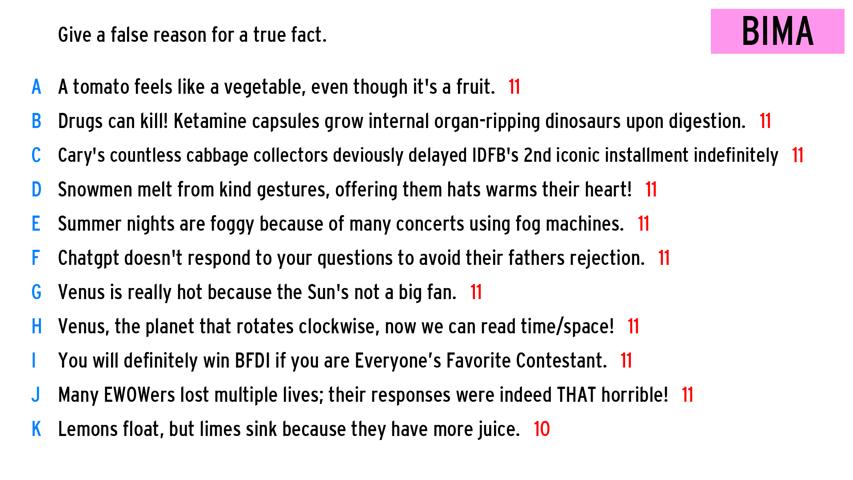 Give a false reason for a true fact.
BIMA
A A tomato feels like a vegetable, even though it's a fruit. 11
B Drugs can kill! Ketamine capsules grow internal organ-ripping dinosaurs upon digestion. 11
C Cary's countless cabbage collectors deviously delayed IDFB's 2nd iconic installment indefinitely 11
D Snowmen melt from kind gestures, offering them hats warms their heart! 11
E Summer nights are foggy because of many concerts using fog machines. 11
F Chatgpt doesn't respond to your questions to avoid their fathers rejection. 11
G Venus is really hot because the Sun's not a big fan. 11
H Venus, the planet that rotates clockwise, now we can read time/space! 11
I You will definitely win BFDI if you are Everyone’s Favorite Contestant. 11
J Many EWOWers lost multiple lives; their responses were indeed THAT horrible! 11
K Lemons float, but limes sink because they have more juice. 10